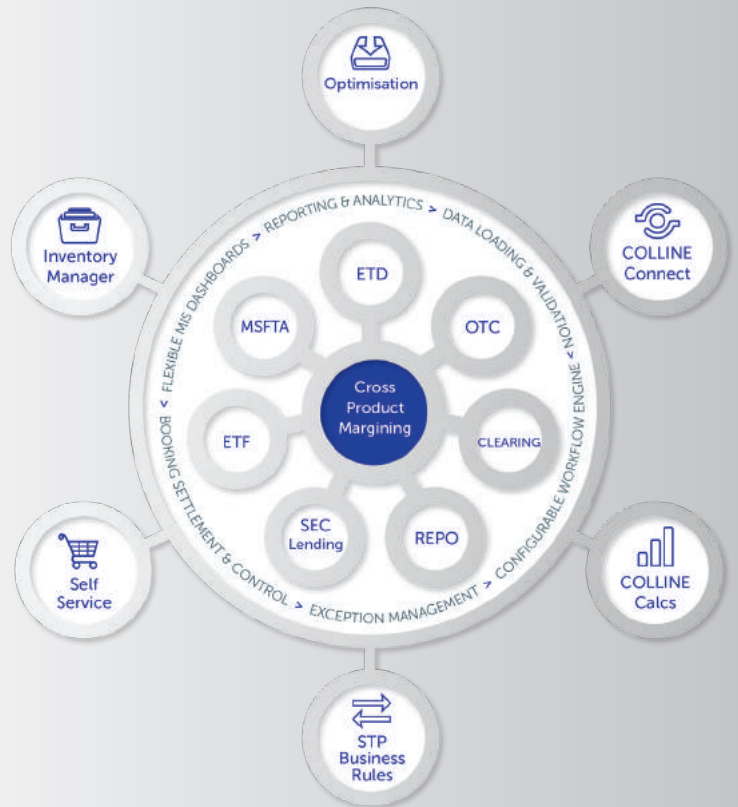 Optimisation
Inventory
Manager
COLLINE
Connect
FLEXIBLE MIS DASHBOARDS > REPORTING & ANALYTICS > DATA LOADING & VALIDATION >
ETD
MSFTA
OTC
Cross
Product
Margining
ETF
CLEARING
SEC
Lending
REPO
< BOOKING SETTLEMENT & CONTROL > EXCEPTION MANAGEMENT > CONFIGURABLE WORKFLOW ENGINE
Self
Service
COLLINE
Calcs
STP
Business
Rules